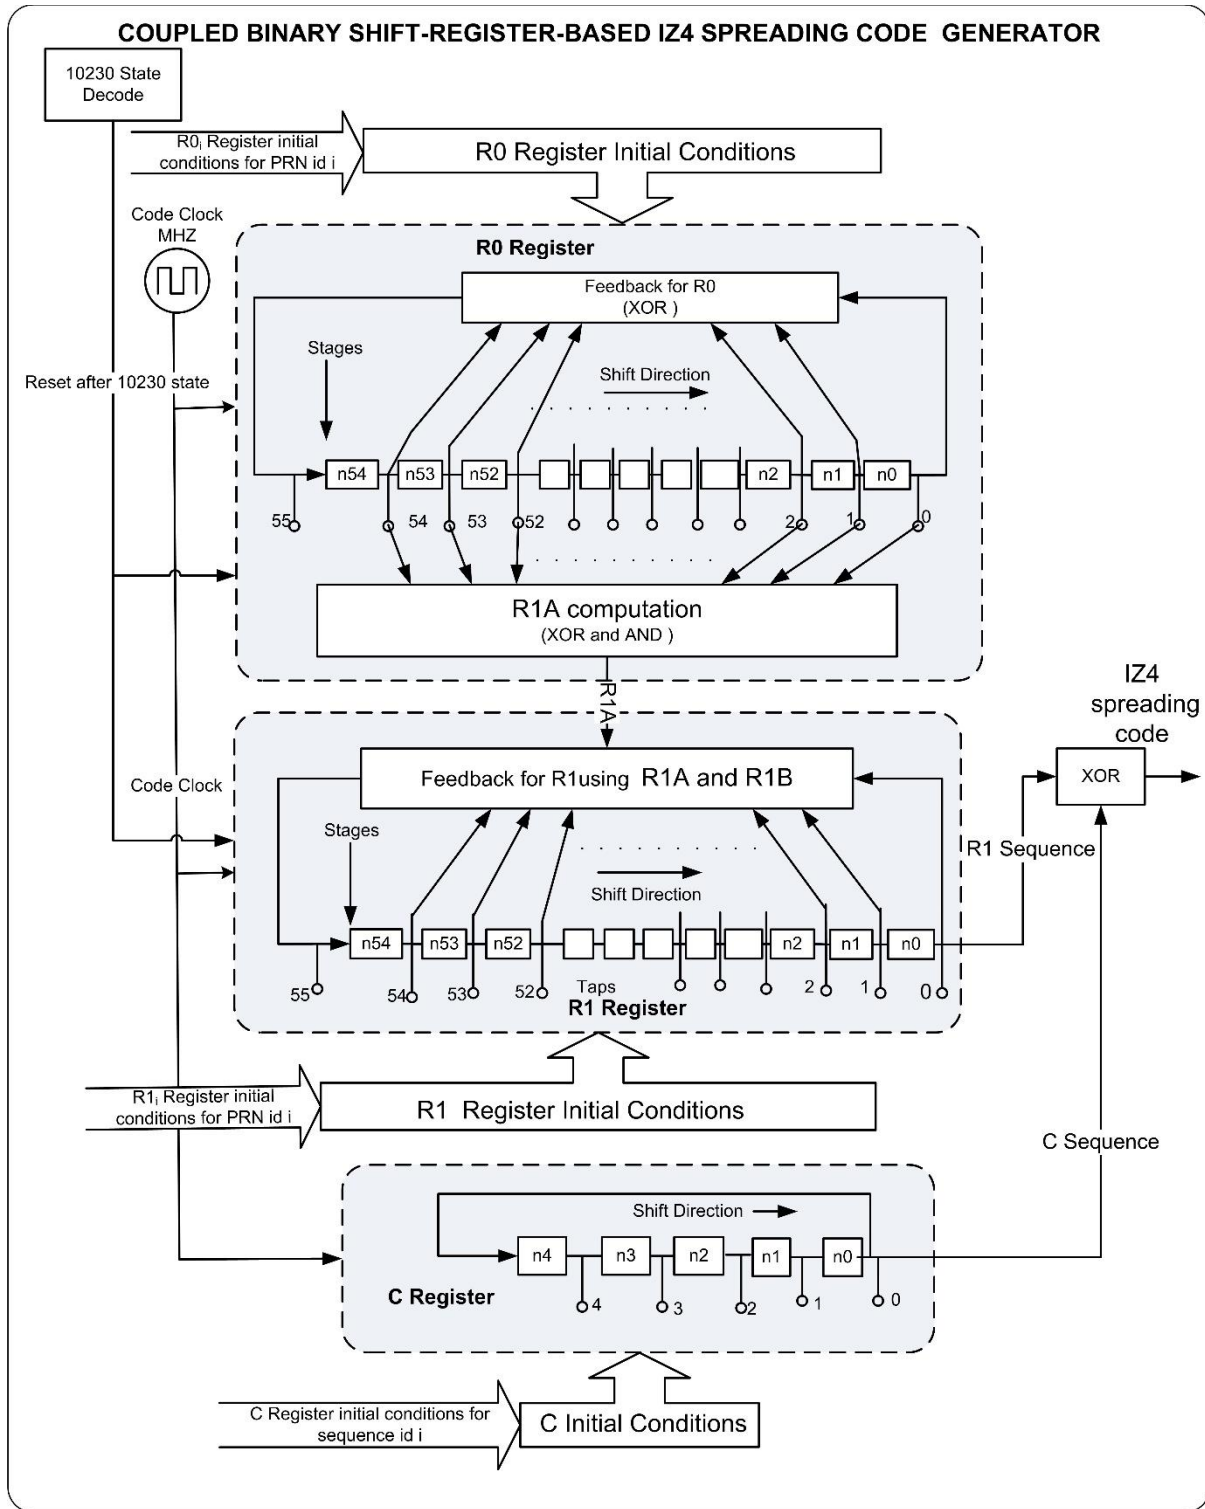 COUPLED BINARY SHIFT-REGISTER-BASED IZ4 SPREADING CODE GENERATOR
10230 State
Decode
R0i Register initial
conditions for PRN id i
R0 Register Initial Conditions
Code Clock
MHZ
R0 Register
Feedback for R0
(XOR )
Stages
Reset after 10230 state
Shift Direction
n54 n53 n52 n2 n1 n0
55 54 53 52 2 1 0
R1A computation
(XOR and AND )
R1A
IZ4
spreading
code
Feedback for R1using R1A and R1B
XOR
Code Clock
Stages
R1 Sequence
Shift Direction
n54 n53 n52 n2 n1 n0
55 54 53 52 Taps 2 1 0
R1 Register
R1i Register initial
conditions for PRN id i
R1 Register Initial Conditions
C Sequence
Shift Direction
n4 n3 n2 n1 n0
C Register
4 3 2 1 0
C Register initial conditions for
sequence id i
C Initial Conditions